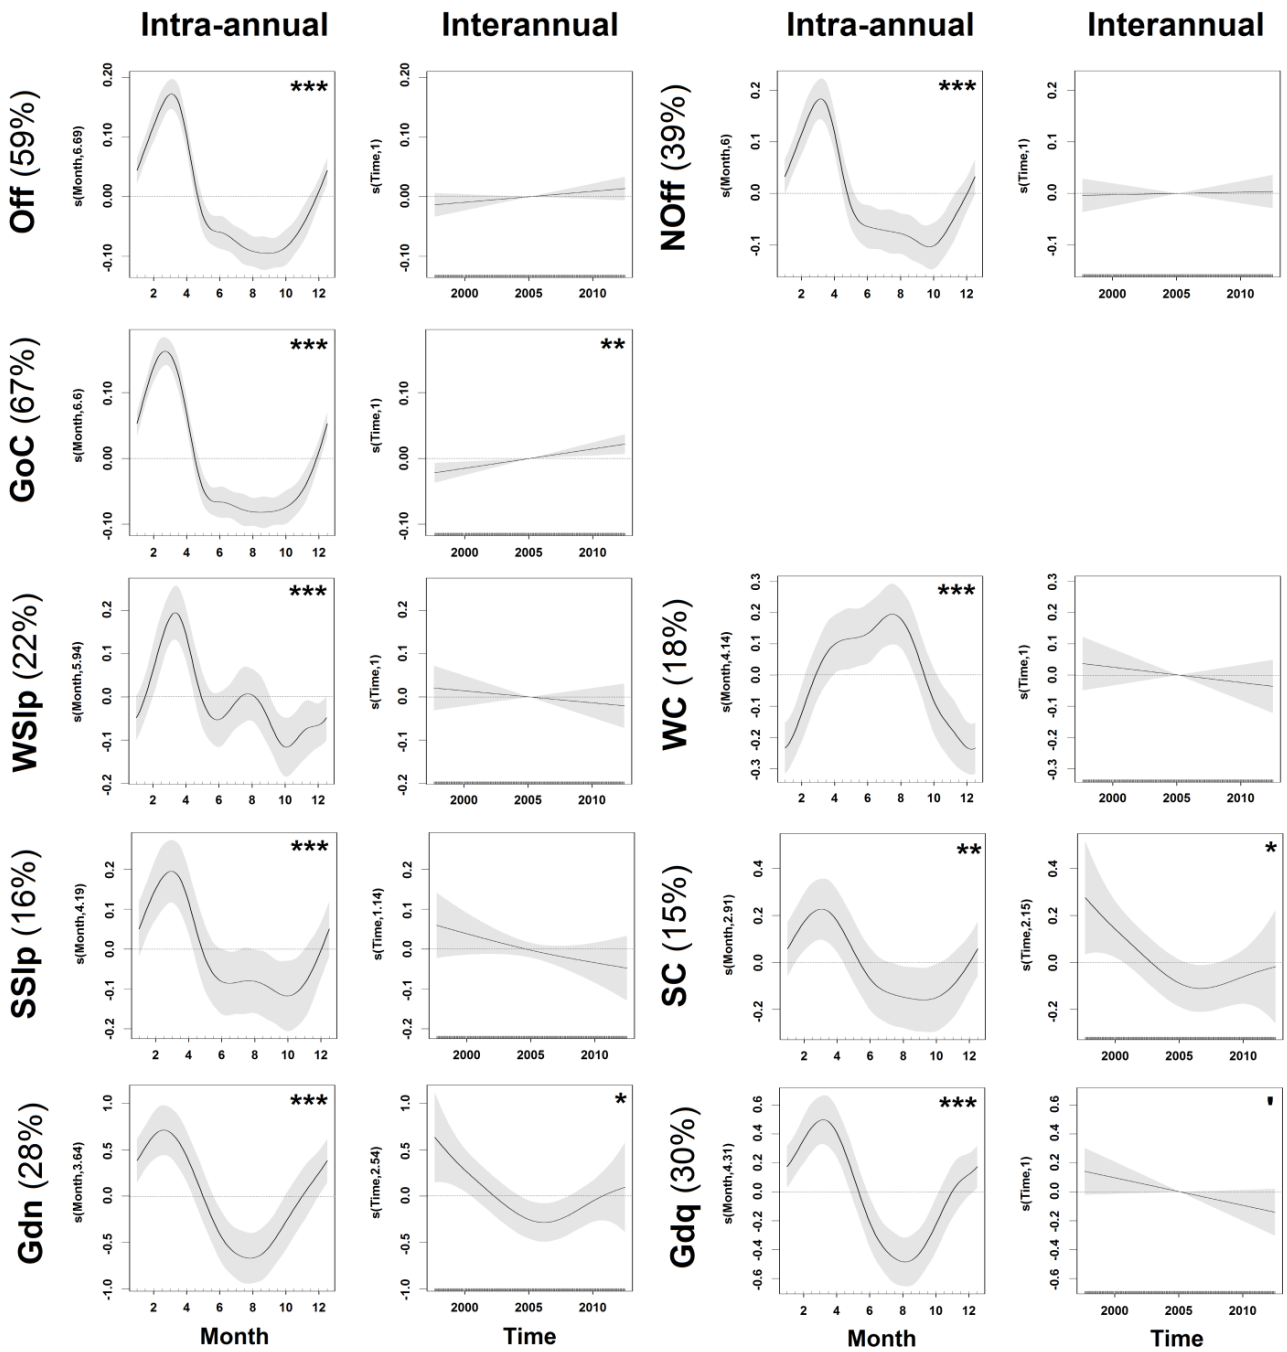 Intra-annual Interannual Intra-annual Interannual
Off (59%)
s(Month,6.69)
0.20
0.10
0.00
-0.10
***
2 4 6 8 10 12
s(Time,1)
0.20
0.10
0.00
-0.10
2000 2005 2010
NOff (39%)
s(Month,6)
0.2
0.1
0.0
-0.1
***
2 4 6 8 10 12
s(Time,1)
0.2
0.1
0.0
-0.1
2000 2005 2010
GoC (67%)
s(Month,6.6)
0.10
0.00
-0.10
***
2 4 6 8 10 12
s(Time,1)
0.10
0.00
-0.10
**
2000 2005 2010
WSlp (22%)
s(Month,5.94)
0.2
0.1
0.0
-0.1
-0.2
***
2 4 6 8 10 12
s(Time,1)
0.2
0.1
0.0
-0.1
-0.2
2000 2005 2010
WC (18%)
s(Month,4.14)
0.3
0.2
0.1
0.0
-0.1
-0.2
-0.3
***
2 4 6 8 10 12
s(Time,1)
0.3
0.2
0.1
0.0
-0.1
-0.2
-0.3
2000 2005 2010
SSlp (16%)
s(Month,4.19)
0.2
0.1
0.0
-0.1
-0.2
***
2 4 6 8 10 12
s(Time,1.14)
0.2
0.1
0.0
-0.1
-0.2
2000 2005 2010
SC (15%)
s(Month,2.91)
0.4
0.2
0.0
-0.2
**
2 4 6 8 10 12
s(Time,2.15)
0.4
0.2
0.0
-0.2
*
2000 2005 2010
Gdn (28%)
s(Month,3.64)
1.0
0.5
0.0
-0.5
-1.0
***
2 4 6 8 10 12
Month
s(Time,2.54)
1.0
0.5
0.0
-0.5
-1.0
*
2000 2005 2010
Time
Gdq (30%)
s(Month,4.31)
0.6
0.4
0.2
0.0
-0.2
-0.4
-0.6
***
2 4 6 8 10 12
Month
s(Time,1)
0.6
0.4
0.2
0.0
-0.2
-0.4
-0.6
'
2000 2005 2010
Time